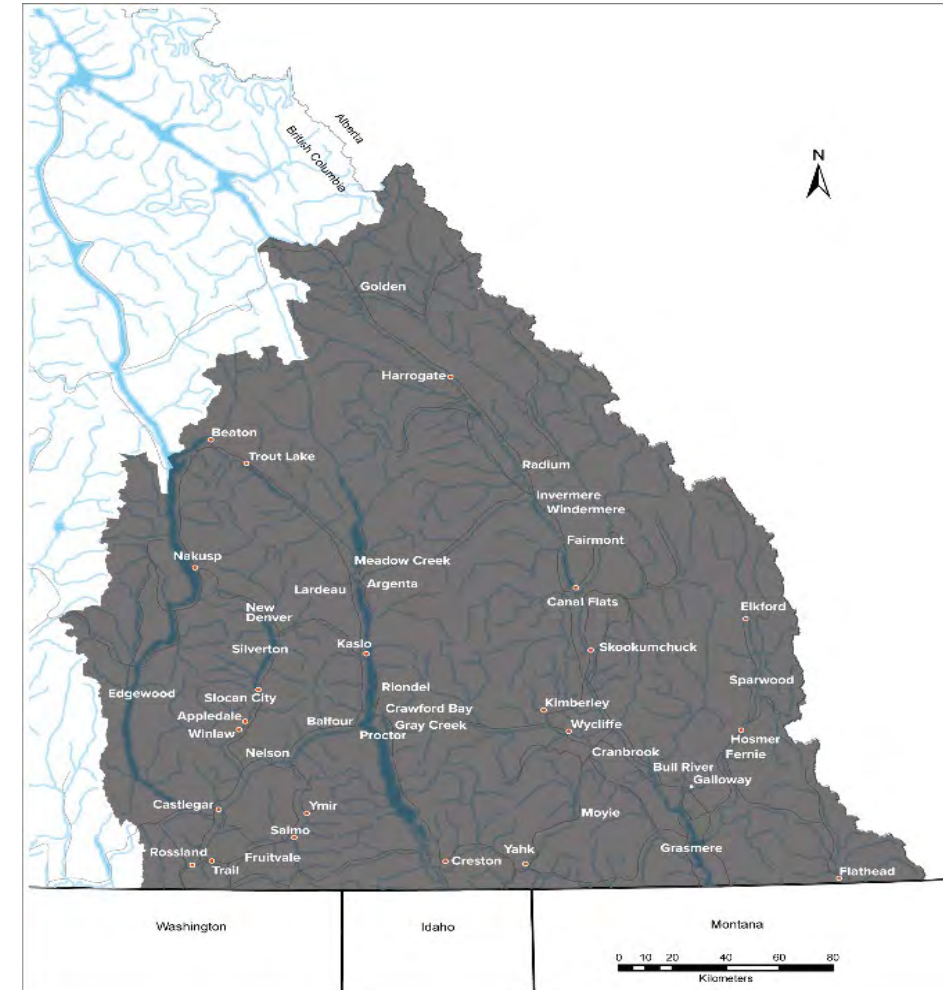 Alberta
British Columbia
N
Golden
Harrogate
Beaton
Trout Lake
Radium
Invermere
Windermere
Fairmont
Nakusp
Meadow Creek
Lardeau
Argenta
Canal Flats
New
Denver
Elkford
Silverton
Kaslo
Skookumchuck
Edgewood
Slocan City
Riondel
Sparwood
Appledale
Crawford Bay
Kimberley
Winlaw
Balfour
Gray Creek
Wycliffe
Proctor
Hosmer
Nelson
Cranbrook
Fernie
Bull River
Galloway
Castlegar
Ymir
Moyie
Salmo
Rossland
Fruitvale
Yahk
Grasmere
Trail
Creston
Flathead
Washington
Idaho
Montana
0 10 20 40 60 80
Kilometers